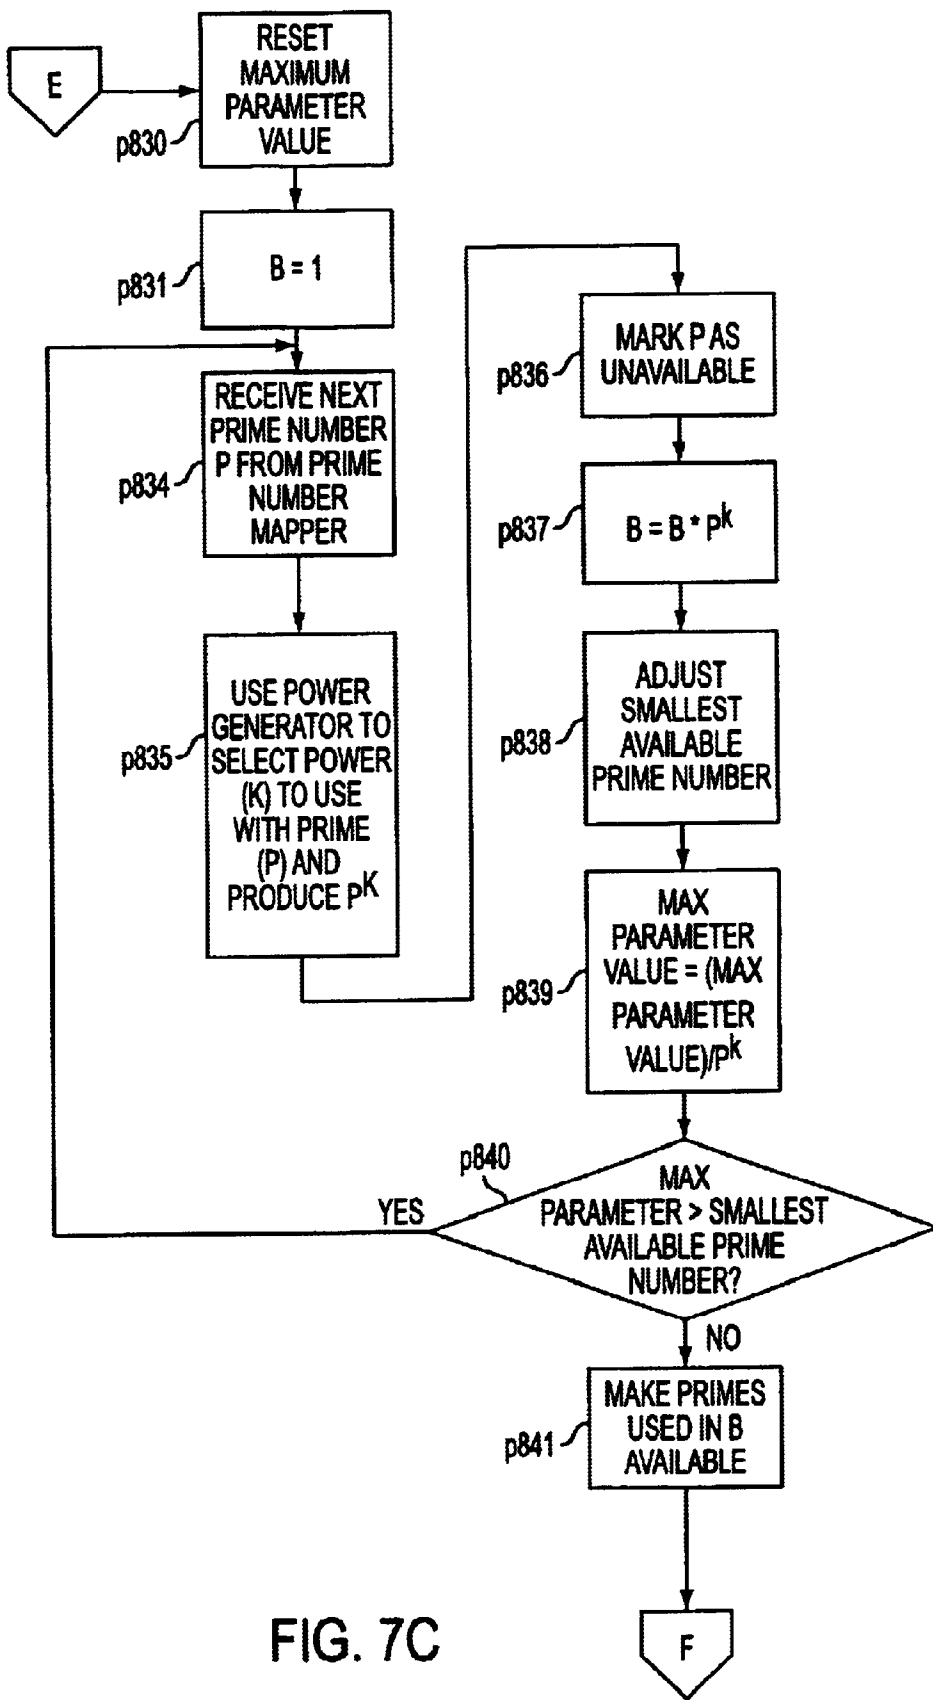 E
RESET
MAXIMUM
PARAMETER
VALUE
p830
B = 1
p831
RECEIVE NEXT
PRIME NUMBER
P FROM PRIME
NUMBER
MAPPER
p834
USE POWER
GENERATOR TO
SELECT POWER
(K) TO USE
WITH PRIME
(P) AND
PRODUCE P^K
p835
MARK P AS
UNAVAILABLE
p836
B = B * P^k
p837
ADJUST
SMALLEST
AVAILABLE
PRIME NUMBER
p838
MAX
PARAMETER
VALUE = (MAX
PARAMETER
VALUE)/P^k
p839
p840
MAX
PARAMETER > SMALLEST
AVAILABLE PRIME
NUMBER?
YES
NO
MAKE PRIMES
USED IN B
AVAILABLE
p841
F
FIG. 7C